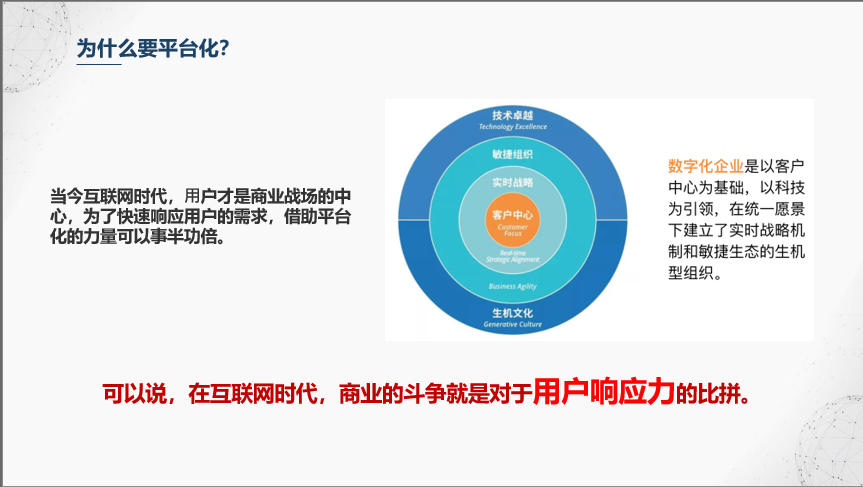 为什么要平台化？
当今互联网时代，用户才是商业战场的中
心，为了快速响应用户的需求，借助平台
化的力量可以事半功倍。
技术卓越
Technology Excellence
敏捷组织
实时战略
客户中心
Customer
Focus
Real-time
Strategic Alignment
Business Agility
生机文化
Generative Culture
数字化企业是以客户
中心为基础，以科技
为引领，在统一愿景
下建立了实时战略机
制和敏捷生态的生机
型组织。
可以说，在互联网时代，商业的斗争就是对于用户响应力的比拼。